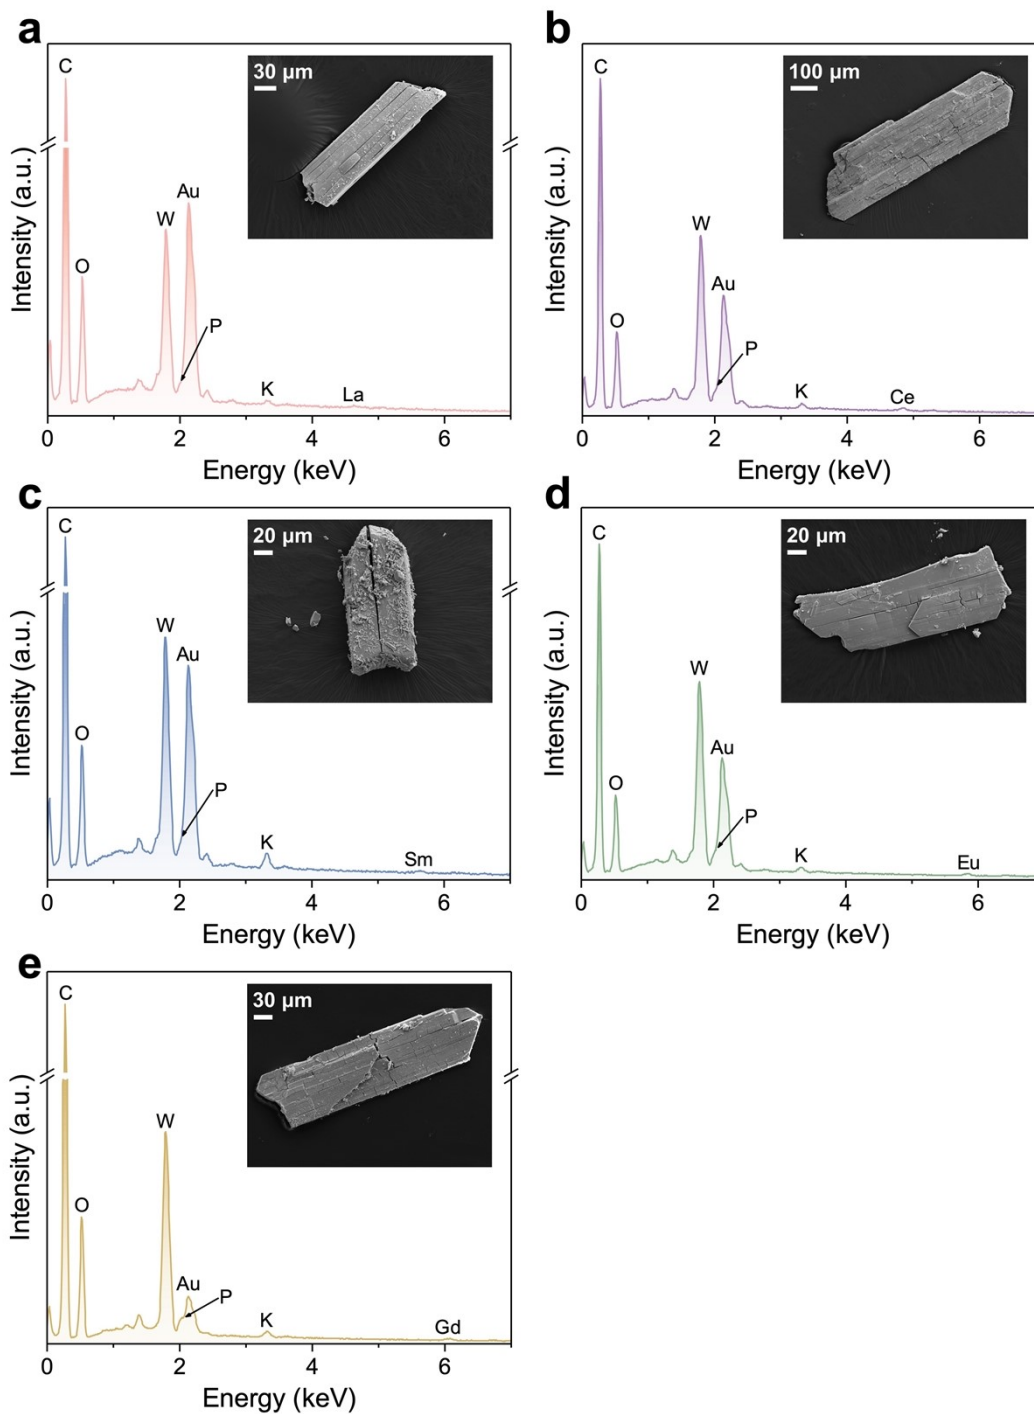 a
Intensity (a.u.)
C
O
W
Au
P
K
La
30 µm
0 2 4 6
Energy (keV)
b
Intensity (a.u.)
C
O
W
Au
P
K
Ce
100 µm
0 2 4 6
Energy (keV)
c
Intensity (a.u.)
C
O
W
Au
P
K
Sm
20 µm
0 2 4 6
Energy (keV)
d
Intensity (a.u.)
C
O
W
Au
P
K
Eu
20 µm
0 2 4 6
Energy (keV)
e
Intensity (a.u.)
C
O
W
Au
P
K
Gd
30 µm
0 2 4 6
Energy (keV)